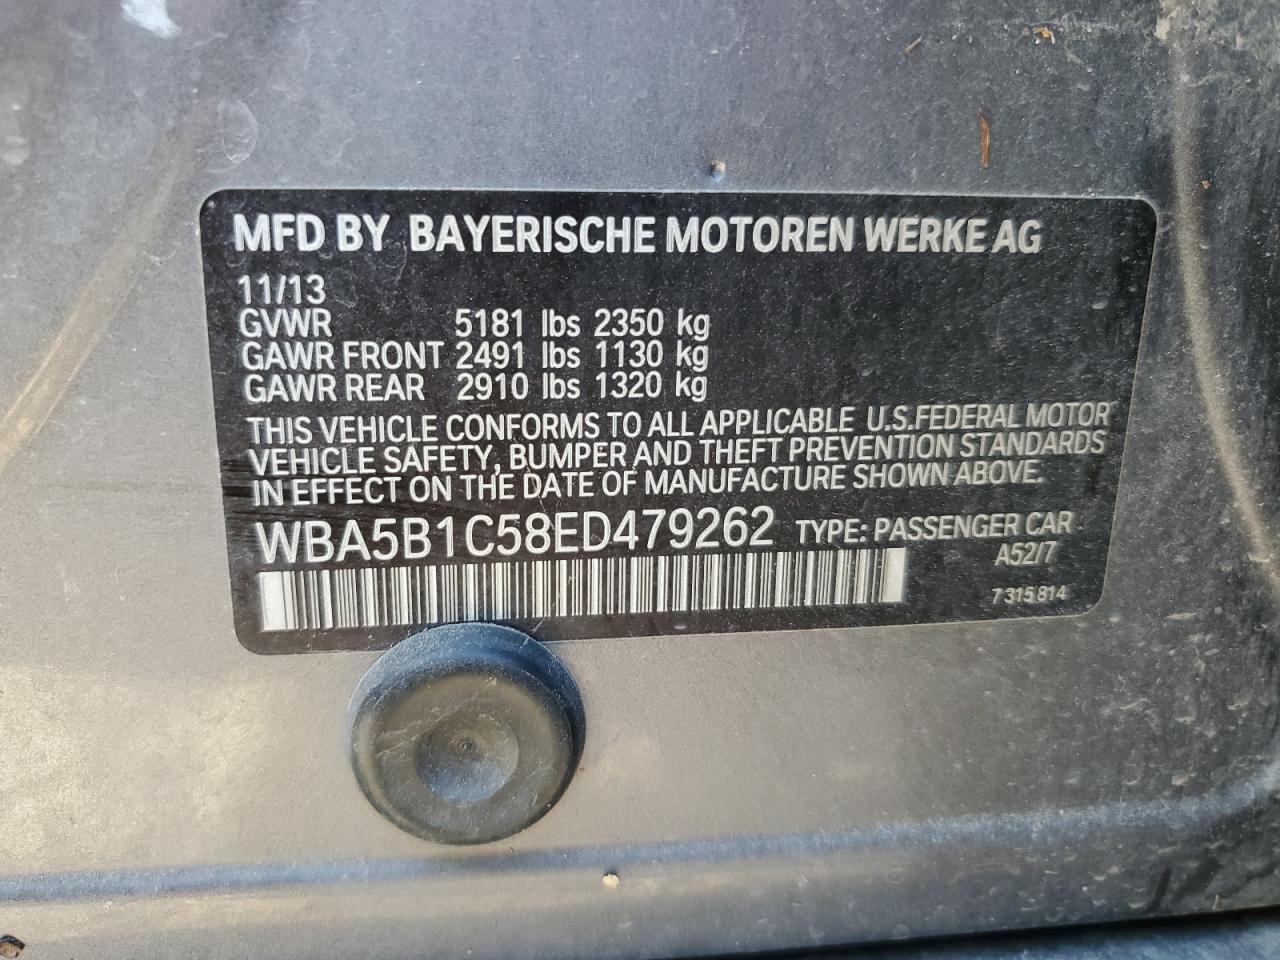 MFD BY BAYERISCHE MOTOREN WERKE AG
11/13
GVWR 5181 lbs 2350 kg
GAWR FRONT 2491 lbs 1130 kg
GAWR REAR 2910 lbs 1320 kg
THIS VEHICLE CONFORMS TO ALL APPLICABLE U.S.FEDERAL MOTOR
VEHICLE SAFETY, BUMPER AND THEFT PREVENTION STANDARDS
IN EFFECT ON THE DATE OF MANUFACTURE SHOWN ABOVE.
WBA5B1C58ED479262 TYPE: PASSENGER CAR
A52/7
7 315 814